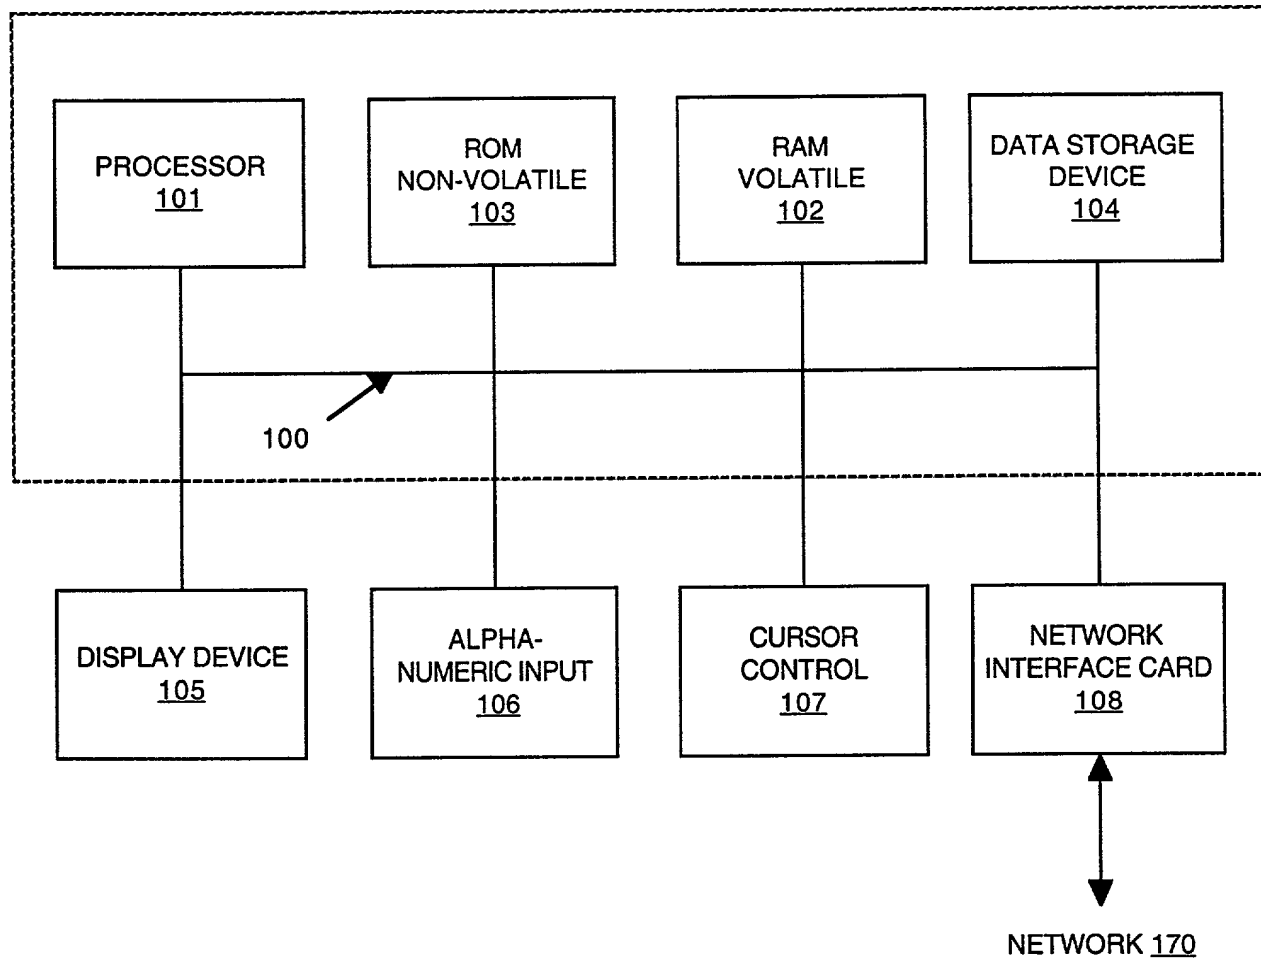 PROCESSOR
101
ROM
NON-VOLATILE
103
RAM
VOLATILE
102
DATA STORAGE
DEVICE
104
100
DISPLAY DEVICE
105
ALPHA-
NUMERIC INPUT
106
CURSOR
CONTROL
107
NETWORK
INTERFACE CARD
108
NETWORK 170